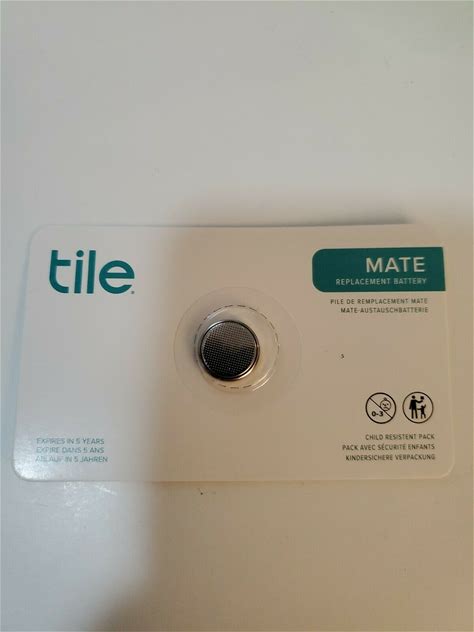 tile
MATE
REPLACEMENT BATTERY
PILE DE REMPLACEMENT MATE
MATE-AUSTAUSCHBATTERIE
0-3
EXPIRES IN 5 YEARS
EXPIRE DANS 5 ANS
ABLAUF IN 5 JAHREN
CHILD RESISTENT PACK
PACK AVEC SÉCURITÉ ENFANTS
KINDERSICHERE VERPACKUNG